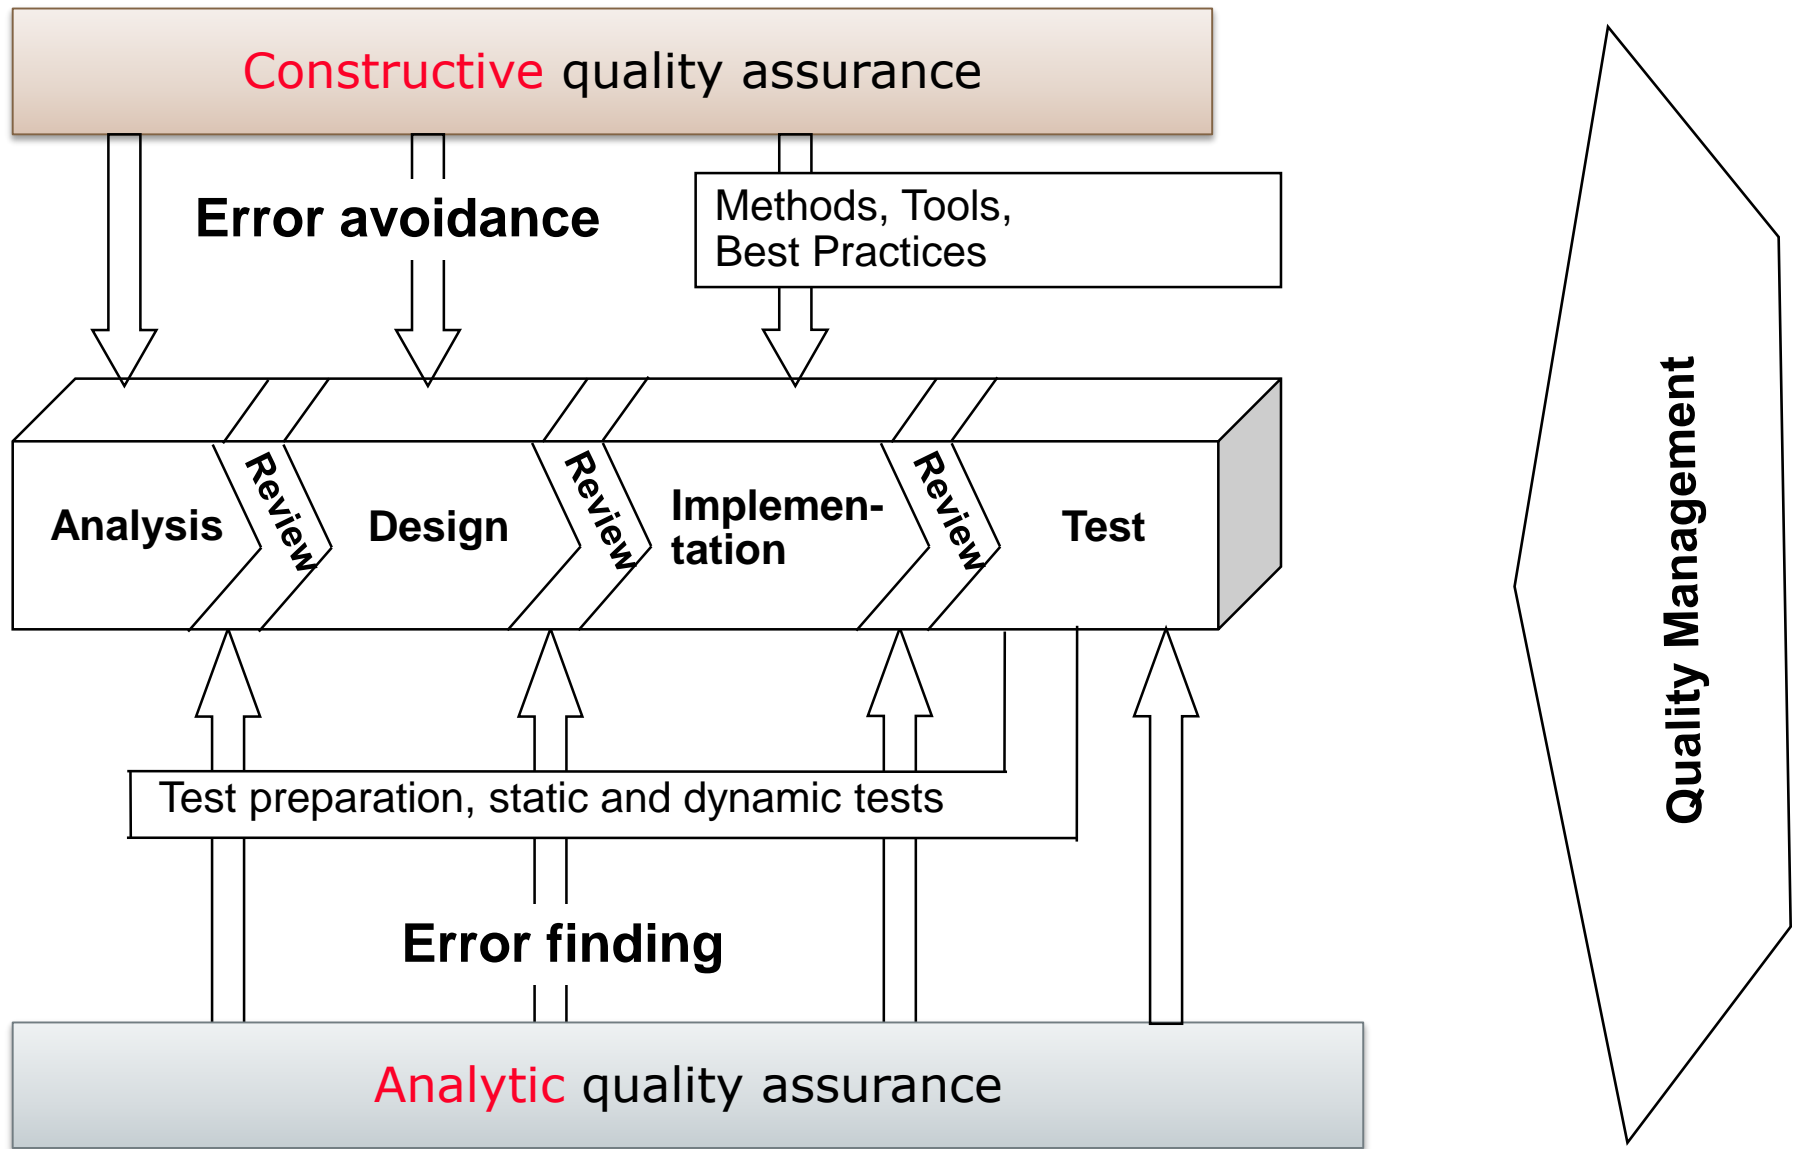 Constructive quality assurance
Error avoidance
Methods, Tools,
Best Practices
Analysis
Review
Design
Review
Implemen-
tation
Review
Test
Test preparation, static and dynamic tests
Error finding
Analytic quality assurance
Quality Management